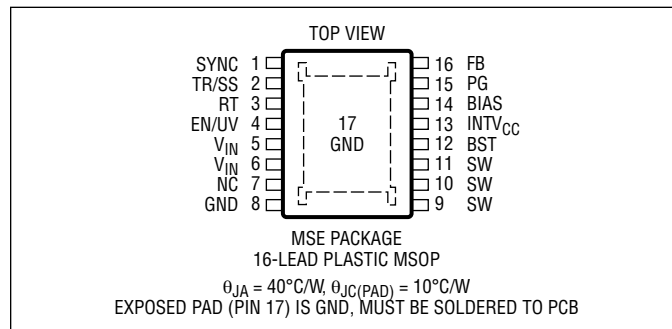 TOP VIEW
SYNC 1
TR/SS 2
RT 3
EN/UV 4
VIN 5
VIN 6
NC 7
GND 8
17
GND
16 FB
15 PG
14 BIAS
13 INTVCC
12 BST
11 SW
10 SW
9 SW
MSE PACKAGE
16-LEAD PLASTIC MSOP
θJA = 40°C/W, θJC(PAD) = 10°C/W
EXPOSED PAD (PIN 17) IS GND, MUST BE SOLDERED TO PCB